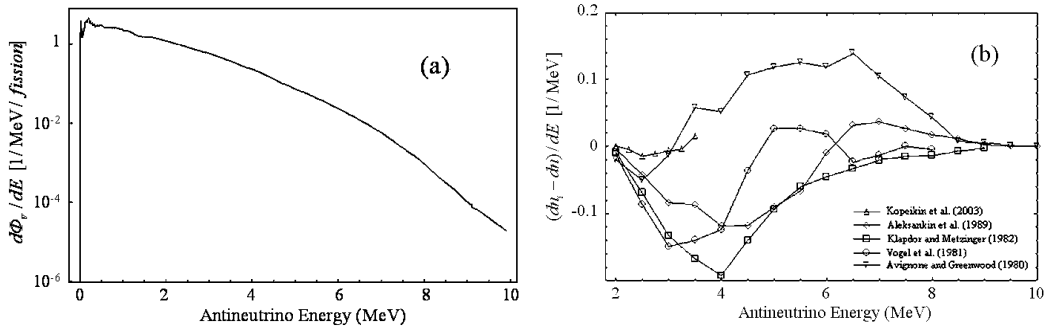 (a)
dΦν /dE [1/MeV/fission]
1
10⁻²
10⁻⁴
10⁻⁶
0 2 4 6 8 10
Antineutrino Energy (MeV)
(b)
(dnᵢ - dn)/dE [1/MeV]
0.2
0.1
0
-0.1
2 4 6 8 10
Antineutrino Energy (MeV)
Kopeikin et al. (2003)
Aleksankin et al. (1989)
Klapdor and Metzinger (1982)
Vogel et al. (1981)
Avignone and Greenwood (1980)